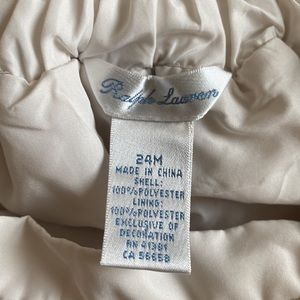 Ralph Lauren
24M
MADE IN CHINA
SHELL:
100%POLYESTER
LINING:
100%POLYESTER
EXCLUSIVE OF
DECORATION
RN 41381
CA 56658